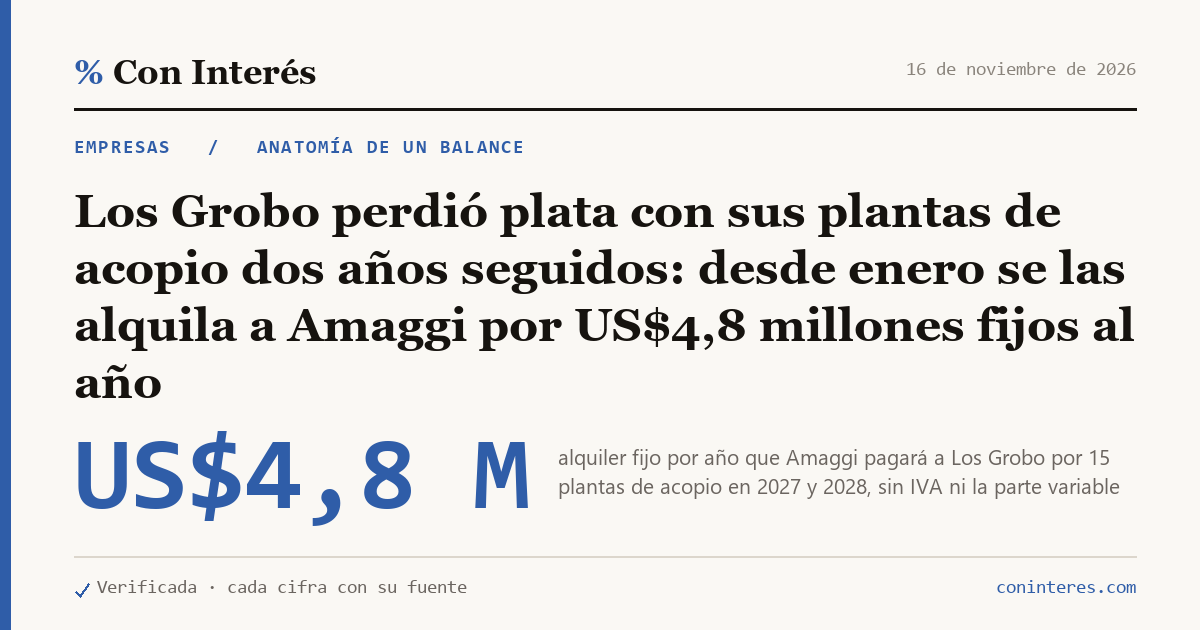 % Con Interés
16 de noviembre de 2026
EMPRESAS / ANATOMÍA DE UN BALANCE
Los Grobo perdió plata con sus plantas de
acopio dos años seguidos: desde enero se las
alquila a Amaggi por US$4,8 millones fijos al
año
US$4,8 M
alquiler fijo por año que Amaggi pagará a Los Grobo por 15
plantas de acopio en 2027 y 2028, sin IVA ni la parte variable
✓ Verificada · cada cifra con su fuente
coninteres.com